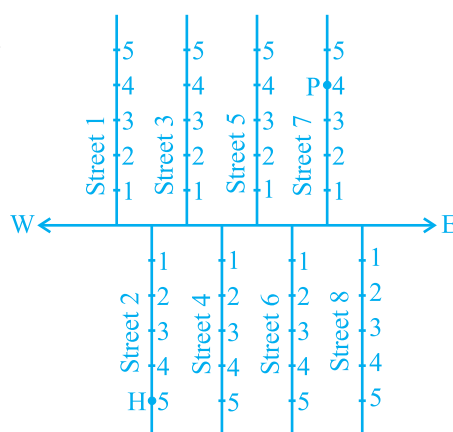 5 5 5 5
4 4 4 P 4
3 3 3 3
2 2 2 2
1 1 1 1
Street 1 Street 3 Street 5 Street 7
W E
1 1 1 1
2 2 2 2
3 3 3 3
4 4 4 4
H 5 5 5 5
Street 2 Street 4 Street 6 Street 8